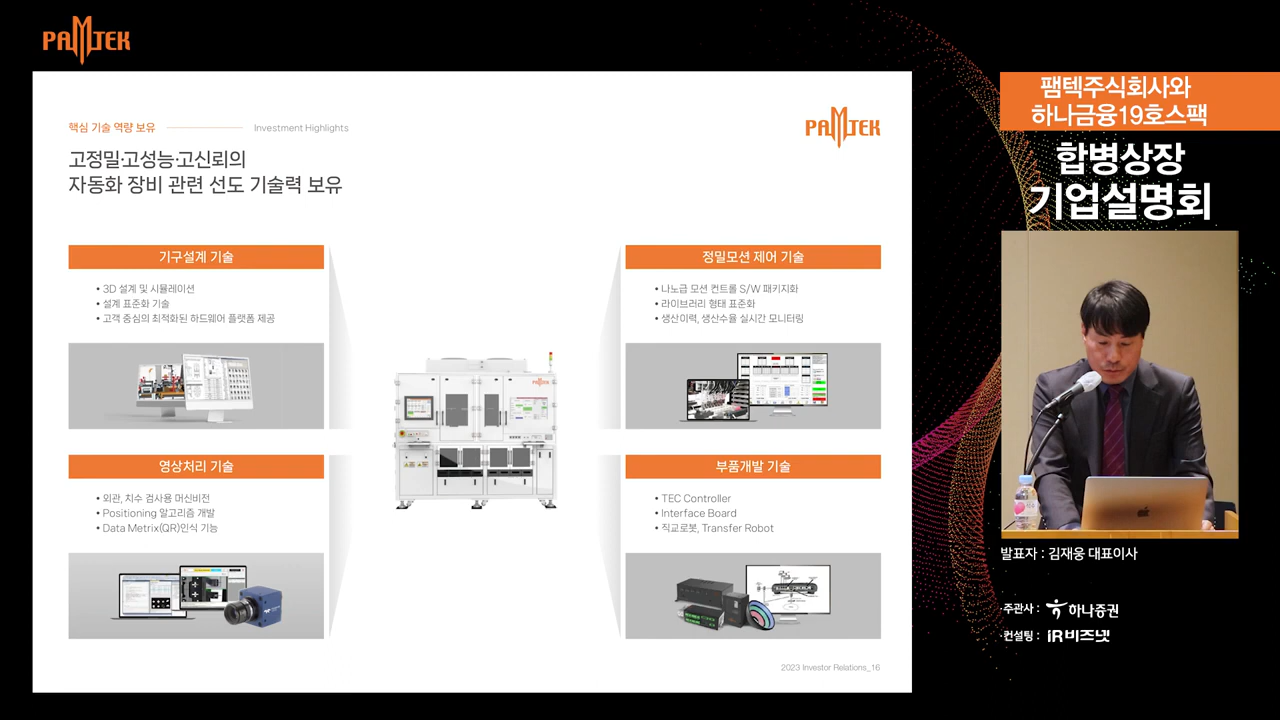 PAMTEK
핵심 기술 역량 보유
Investment Highlights
PAMTEK
고정밀·고성능·고신뢰의
자동화 장비 관련 선도 기술력 보유
기구설계 기술
• 3D 설계 및 시뮬레이션
• 설계 표준화 기술
• 고객 중심의 최적화된 하드웨어 플랫폼 제공
정밀모션 제어 기술
• 나노급 모션 컨트롤 S/W 패키지화
• 라이브러리 형태 표준화
• 생산이력, 생산수율 실시간 모니터링
PAMTEK
영상처리 기술
• 외관, 치수 검사용 머신비전
• Positioning 알고리즘 개발
• Data Metrix(QR)인식 기능
부품개발 기술
• TEC Controller
• Interface Board
• 직교로봇, Transfer Robot
2023 Investor Relations_16
팸텍주식회사와
하나금융19호스팩
합병상장
기업설명회
발표자 : 김재웅 대표이사
주관사 : 하나증권
컨설팅 : IR비즈넷